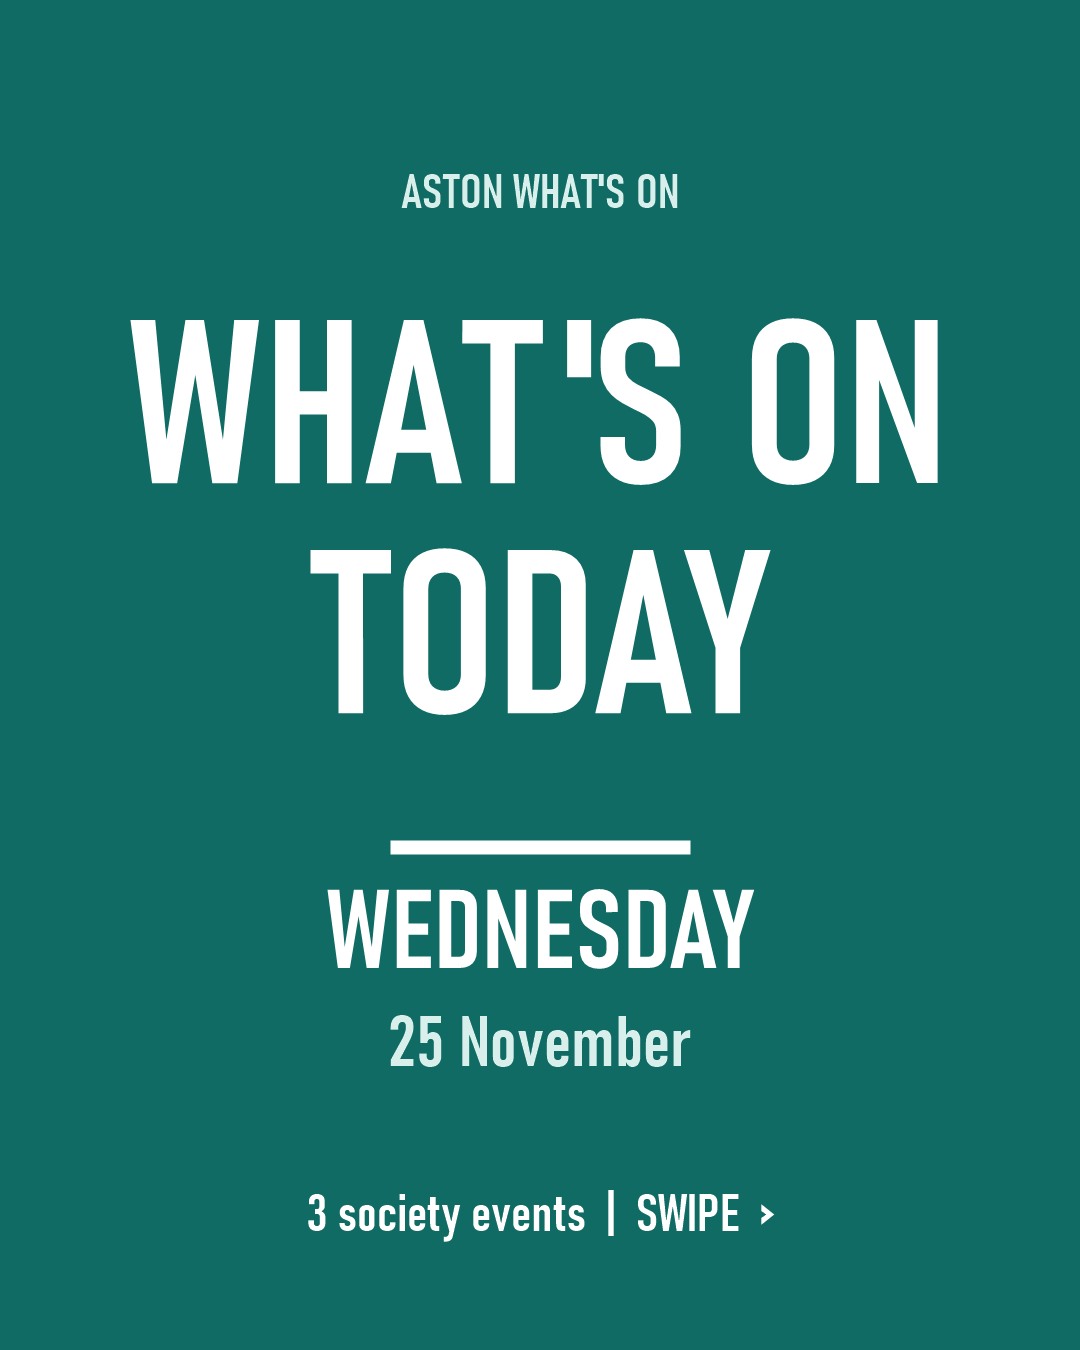 ASTON WHAT'S ON
WHAT'S ON
TODAY
WEDNESDAY
25 November
3 society events | SWIPE >